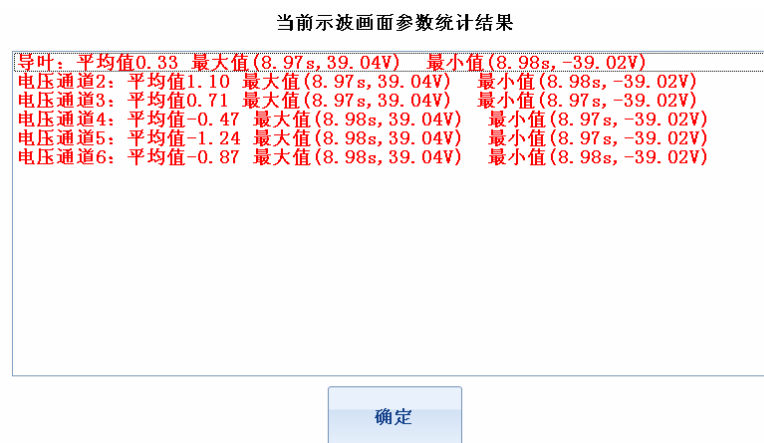 当前示波画面参数统计结果
导叶：平均值0.33 最大值(8.97s,39.04V) 最小值(8.98s,-39.02V)
电压通道2：平均值1.10 最大值(8.97s,39.04V) 最小值(8.98s,-39.02V)
电压通道3：平均值0.71 最大值(8.97s,39.04V) 最小值(8.97s,-39.02V)
电压通道4：平均值-0.47 最大值(8.98s,39.04V) 最小值(8.97s,-39.02V)
电压通道5：平均值-1.24 最大值(8.98s,39.04V) 最小值(8.97s,-39.02V)
电压通道6：平均值-0.87 最大值(8.98s,39.04V) 最小值(8.98s,-39.02V)
确定